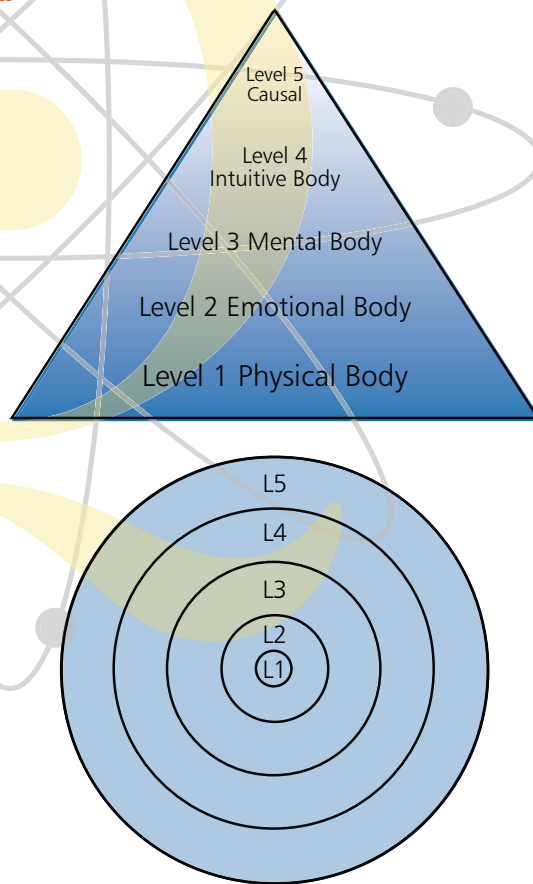 Level 5
Causal
Level 4
Intuitive Body
Level 3 Mental Body
Level 2 Emotional Body
Level 1 Physical Body
L5
L4
L3
L2
L1